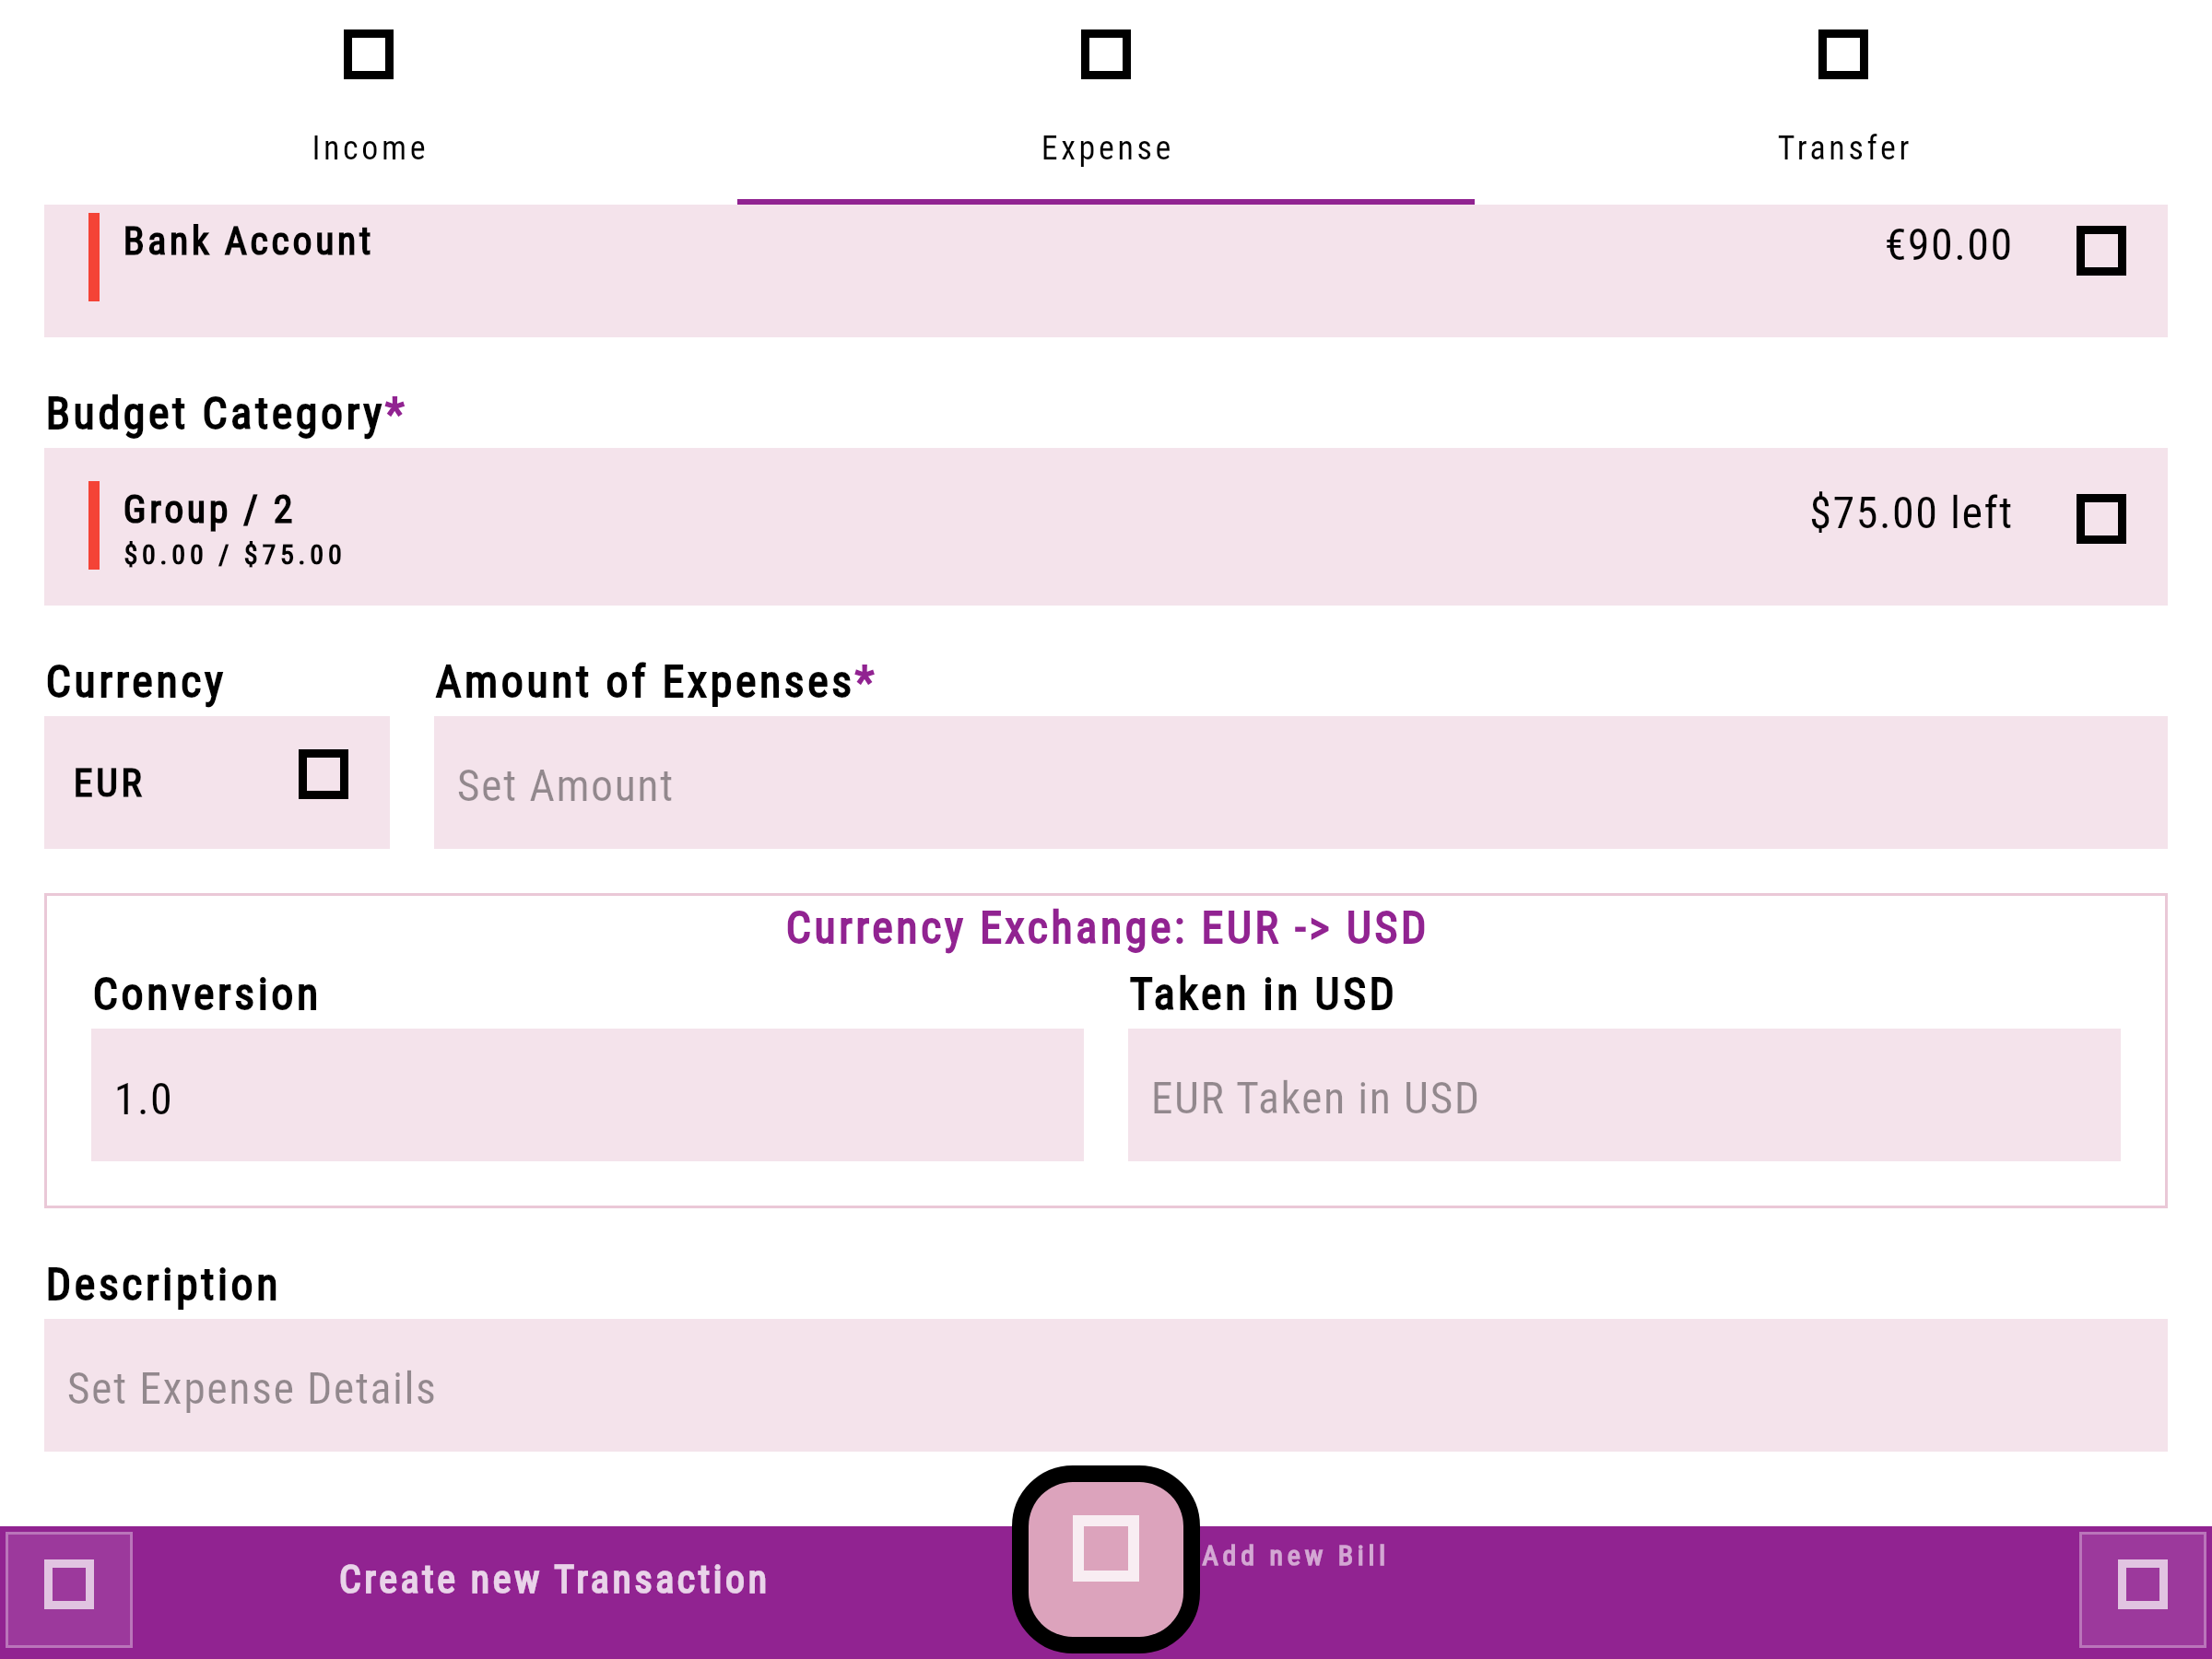 Income
Expense
Transfer
Bank Account
€90.00
Budget Category*
Group / 2
$0.00 / $75.00
$75.00 left
Currency
Amount of Expenses*
EUR
Set Amount
Currency Exchange: EUR -> USD
Conversion
Taken in USD
1.0
EUR Taken in USD
Description
Set Expense Details
Create new Transaction
Add new Bill